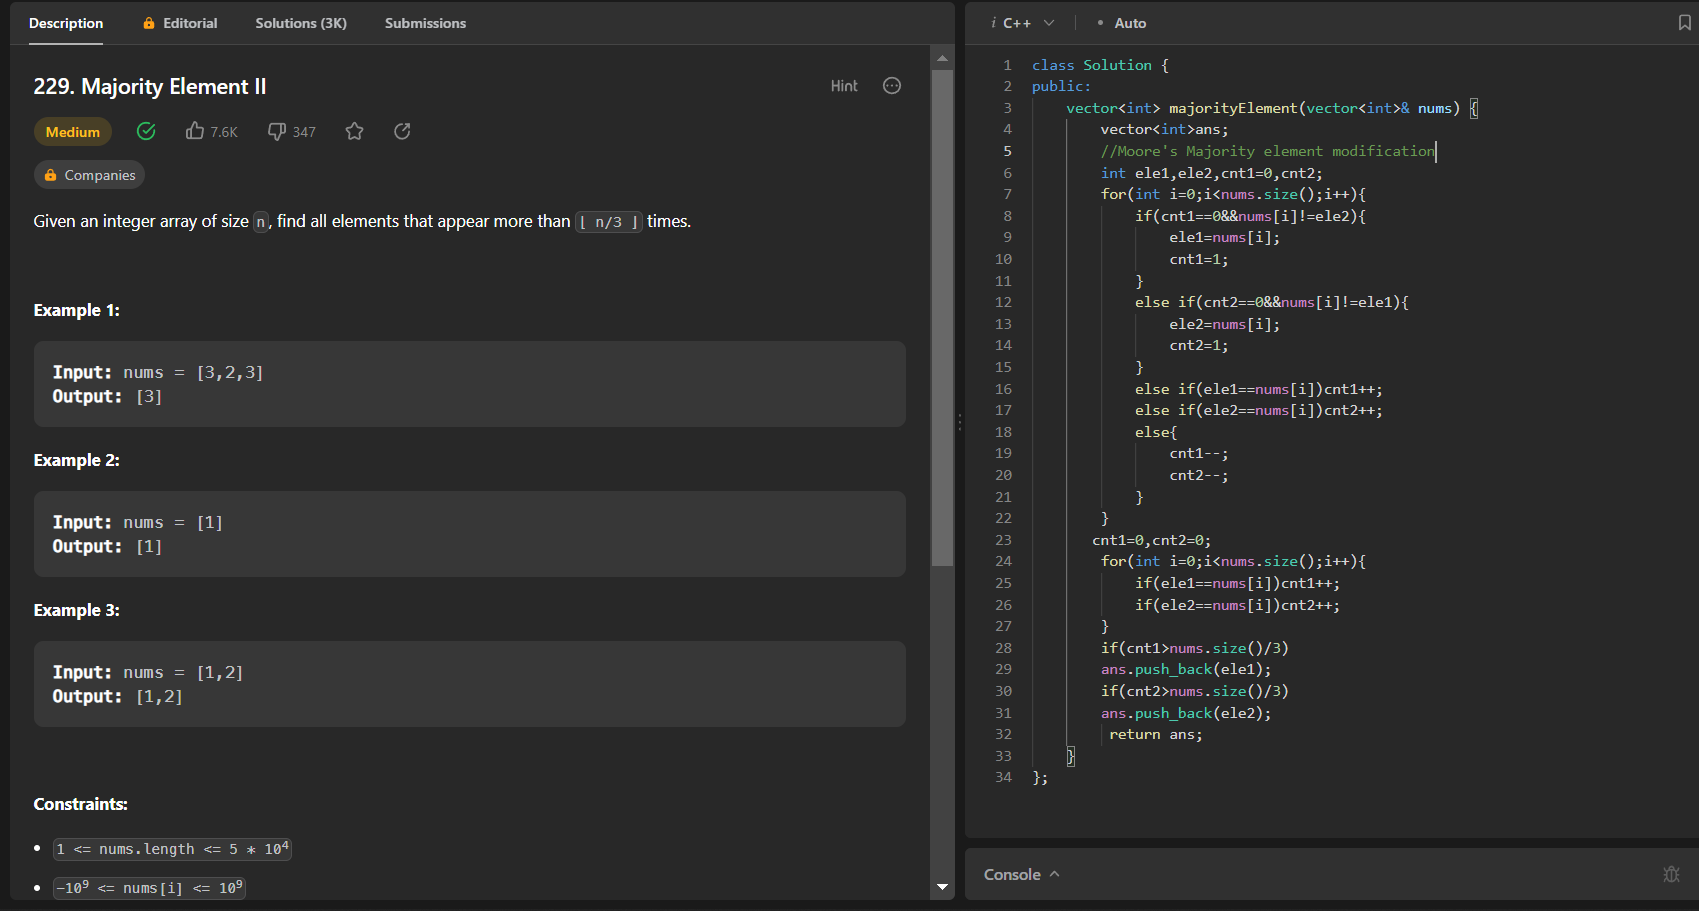 Description Editorial Solutions (3K) Submissions
229. Majority Element II Hint
Medium 7.6K 347
Companies
Given an integer array of size n, find all elements that appear more than ⌊ n/3 ⌋ times.
Example 1:
Input: nums = [3,2,3]
Output: [3]
Example 2:
Input: nums = [1]
Output: [1]
Example 3:
Input: nums = [1,2]
Output: [1,2]
Constraints:
• 1 <= nums.length <= 5 * 10⁴
• -10⁹ <= nums[i] <= 10⁹
i C++ • Auto
1 class Solution {
2 public:
3     vector<int> majorityElement(vector<int>& nums) {
4         vector<int>ans;
5         //Moore's Majority element modification
6         int ele1,ele2,cnt1=0,cnt2;
7         for(int i=0;i<nums.size();i++){
8             if(cnt1==0&&nums[i]!=ele2){
9                 ele1=nums[i];
10                 cnt1=1;
11             }
12             else if(cnt2==0&&nums[i]!=ele1){
13                 ele2=nums[i];
14                 cnt2=1;
15             }
16             else if(ele1==nums[i])cnt1++;
17             else if(ele2==nums[i])cnt2++;
18             else{
19                 cnt1--;
20                 cnt2--;
21             }
22         }
23        cnt1=0,cnt2=0;
24         for(int i=0;i<nums.size();i++){
25             if(ele1==nums[i])cnt1++;
26             if(ele2==nums[i])cnt2++;
27         }
28         if(cnt1>nums.size()/3)
29         ans.push_back(ele1);
30         if(cnt2>nums.size()/3)
31         ans.push_back(ele2);
32          return ans;
33     }
34 };
Console